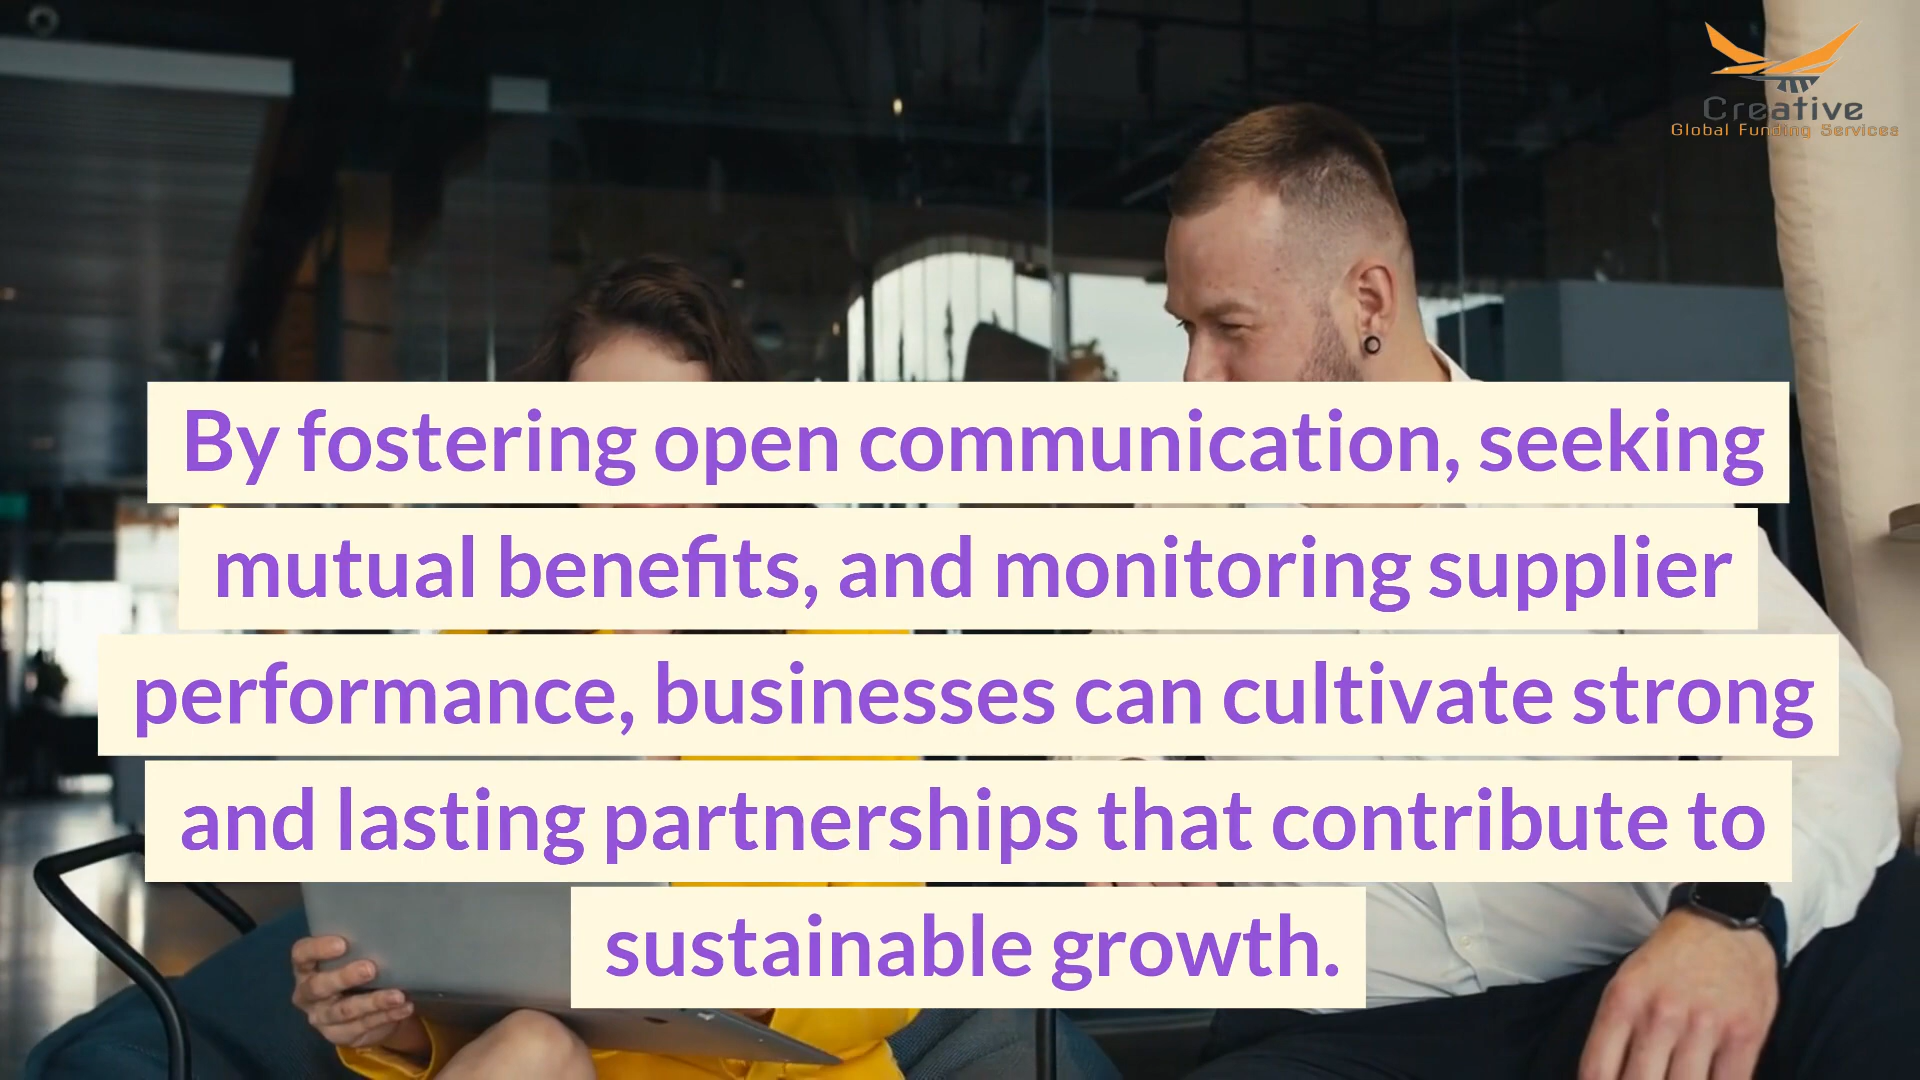 Creative
Global Funding Services
By fostering open communication, seeking
mutual benefits, and monitoring supplier
performance, businesses can cultivate strong
and lasting partnerships that contribute to
sustainable growth.